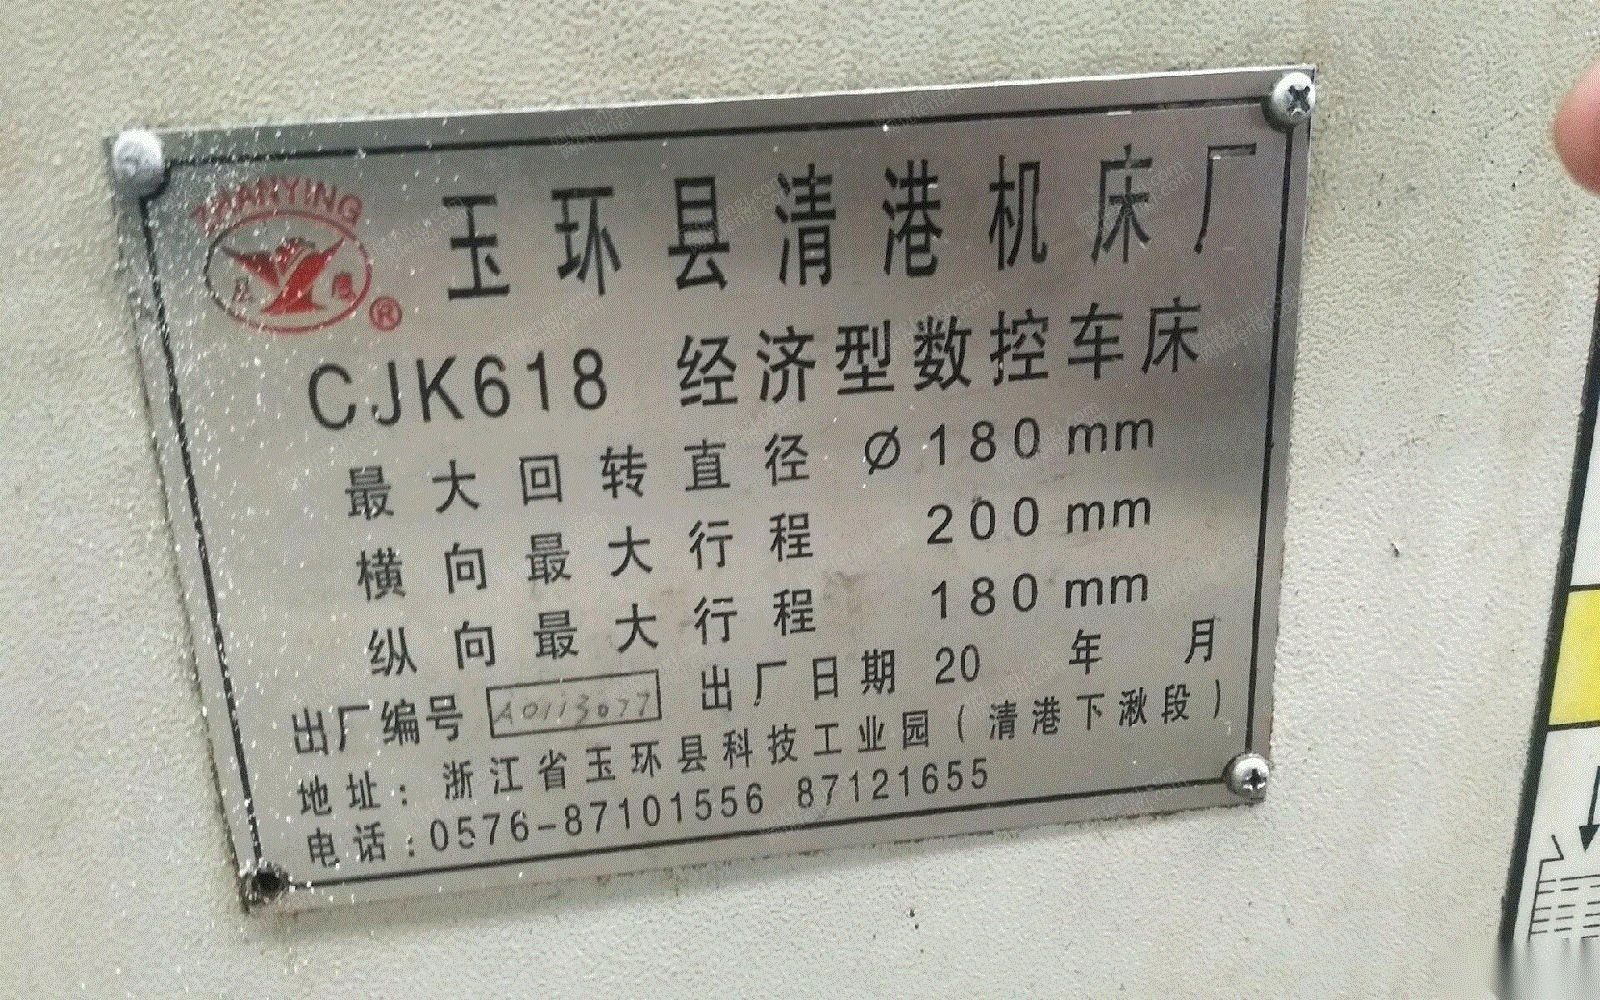 TIANYING
®
玉环县清港机床厂
CJK618 经济型数控车床
最大回转直径 Ø180mm
横向最大行程 200mm
纵向最大行程 180mm
出厂编号 A0113077 出厂日期 20 年 月
地址：浙江省玉环县科技工业园（清港下湫段）
电话:0576-87101556 87121655